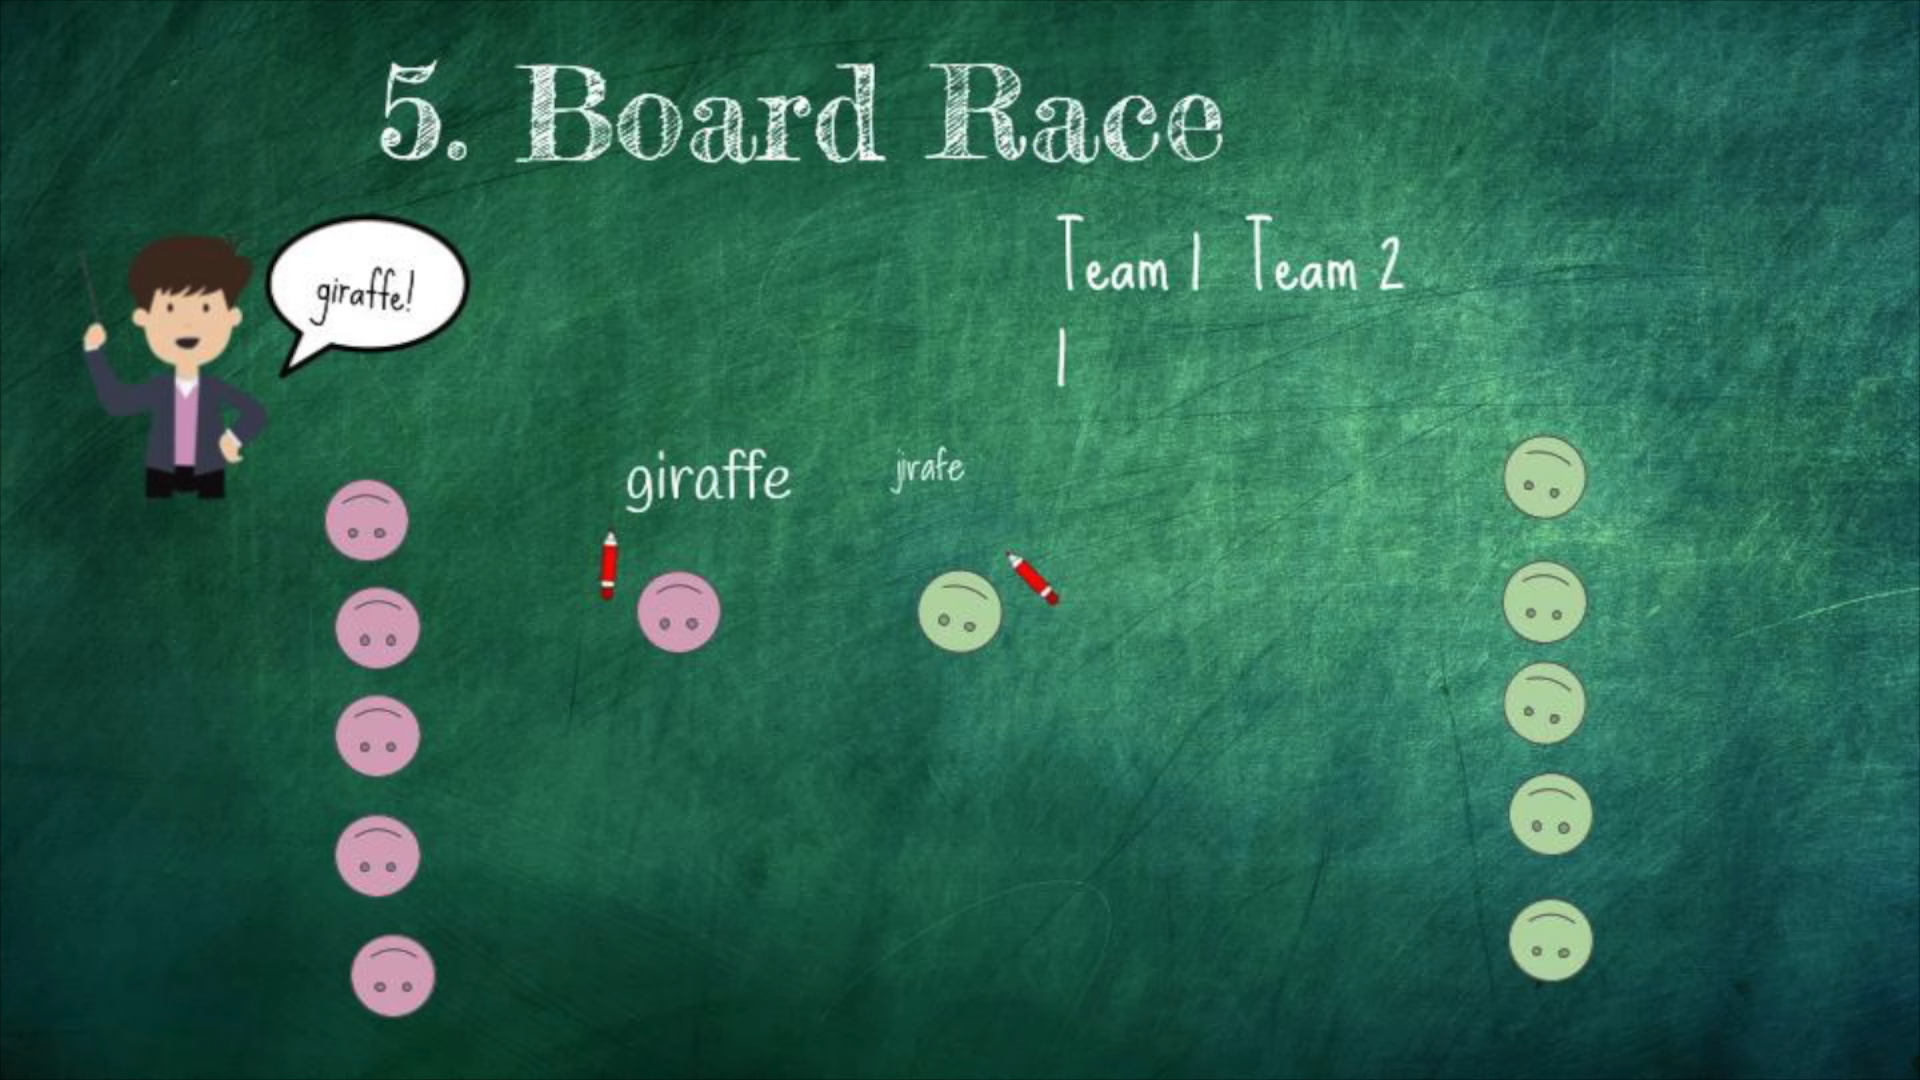 5. Board Race
giraffe!
Team 1 Team 2
1
giraffe
jirafe